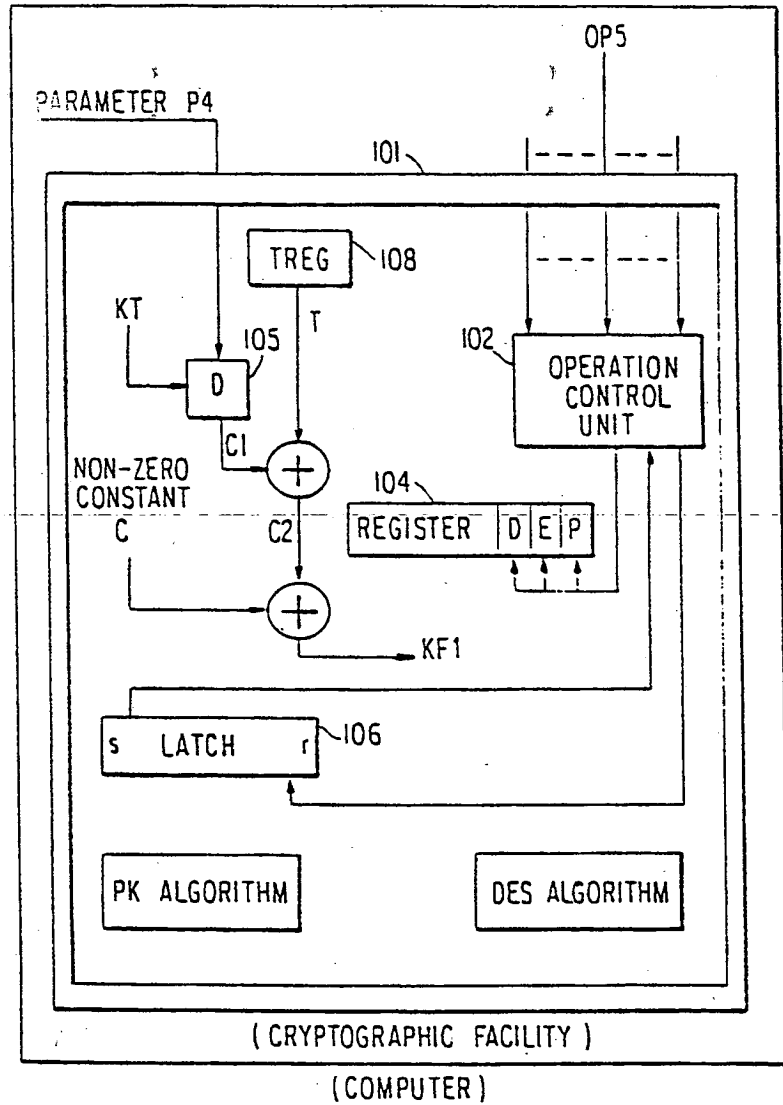 OP5
PARAMETER P4
101
TREG
108
KT
T
105
D
102
OPERATION
CONTROL
UNIT
C1
NON-ZERO
CONSTANT
C
104
C2
REGISTER D E P
KF1
s LATCH r
106
PK ALGORITHM
DES ALGORITHM
(CRYPTOGRAPHIC FACILITY)
(COMPUTER)